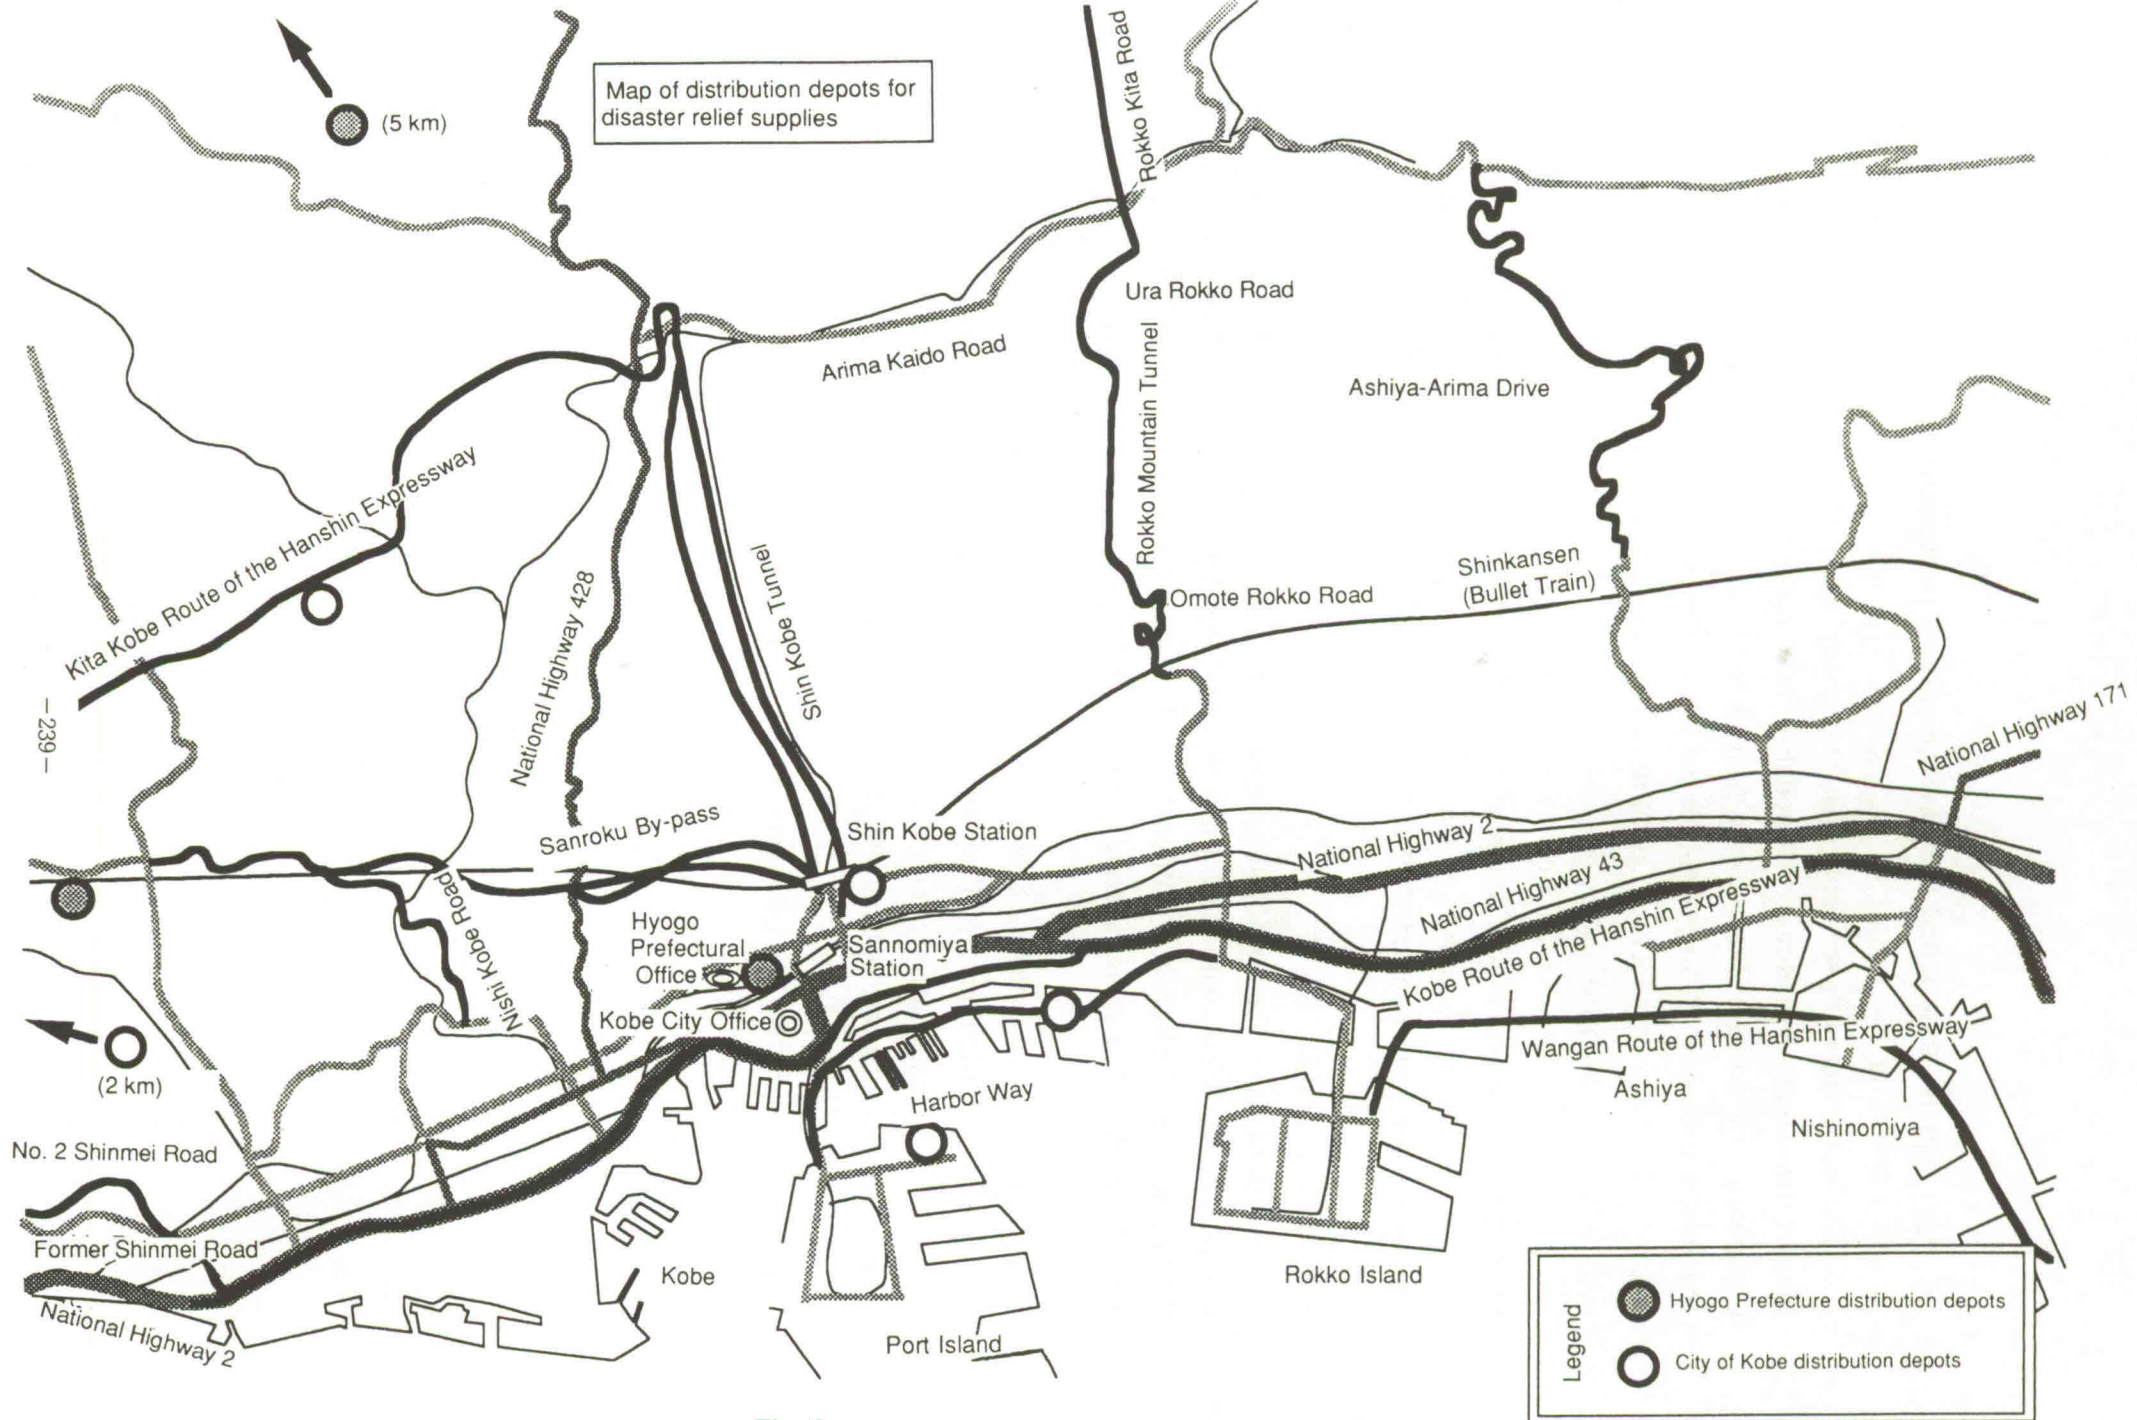 Map of distribution depots for
disaster relief supplies
(5 km)
Rokko Kita Road
Ura Rokko Road
Arima Kaido Road
Rokko Mountain Tunnel
Ashiya-Arima Drive
Kita Kobe Route of the Hanshin Expressway
National Highway 428
Shin Kobe Tunnel
Omote Rokko Road
Shinkansen
(Bullet Train)
– 239 –
National Highway 171
Sanroku By-pass
Shin Kobe Station
National Highway 2
National Highway 43
Kobe Route of the Hanshin Expressway
Nishi Kobe Road
Hyogo
Prefectural
Office
Sannomiya
Station
Kobe City Office
(2 km)
Harbor Way
Wangan Route of the Hanshin Expressway
Ashiya
Nishinomiya
No. 2 Shinmei Road
Former Shinmei Road
National Highway 2
Kobe
Port Island
Rokko Island
Legend
Hyogo Prefecture distribution depots
City of Kobe distribution depots